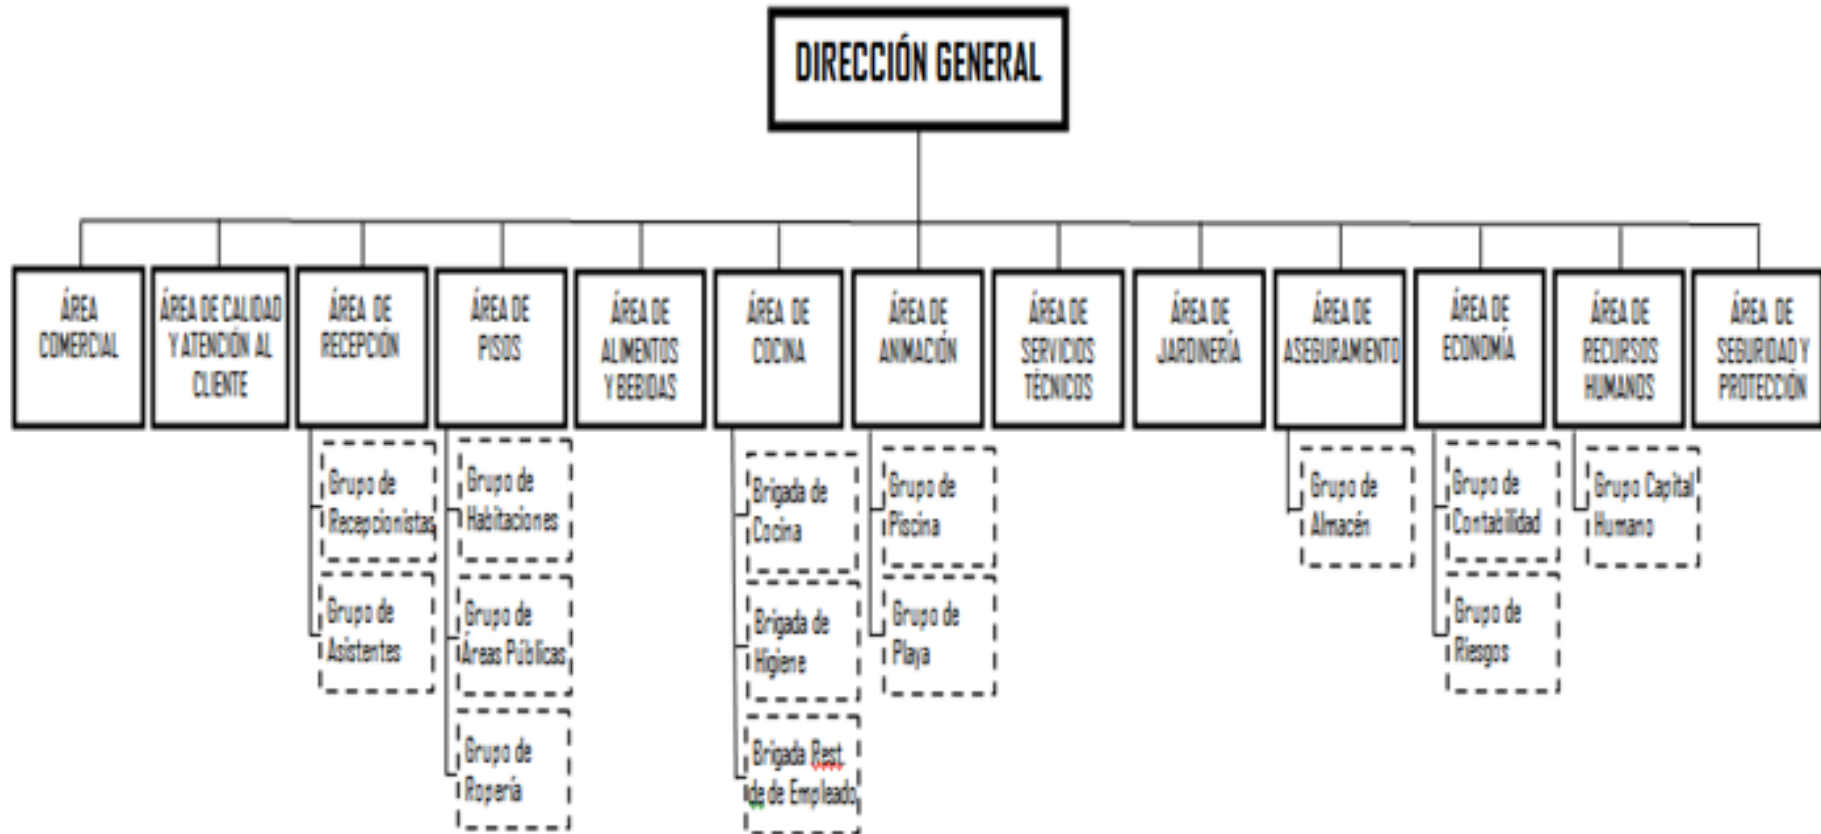 DIRECCIÓN GENERAL
ÁREA
COMERCIAL
ÁREA DE CALIDAD
Y ATENCIÓN AL
CLIENTE
ÁREA DE
RECEPCIÓN
ÁREA DE
PISOS
ÁREA DE
ALIMENTOS
Y BEBIDAS
ÁREA DE
COCINA
ÁREA DE
ANIMACIÓN
ÁREA DE
SERVICIOS
TÉCNICOS
ÁREA DE
JARDINERÍA
ÁREA DE
ASEGURAMIENTO
ÁREA DE
ECONOMÍA
ÁREA DE
RECURSOS
HUMANOS
ÁREA DE
SEGURIDAD Y
PROTECCIÓN
Grupo de
Recepcionistas
Grupo de
Asistentes
Grupo de
Habitaciones
Grupo de
Áreas Públicas
Grupo de
Ropería
Brigada de
Cocina
Brigada de
Higiene
Brigada Rest.
de de Empleado
Grupo de
Piscina
Grupo de
Playa
Grupo de
Almacén
Grupo de
Contabilidad
Grupo de
Riesgos
Grupo Capital
Humano